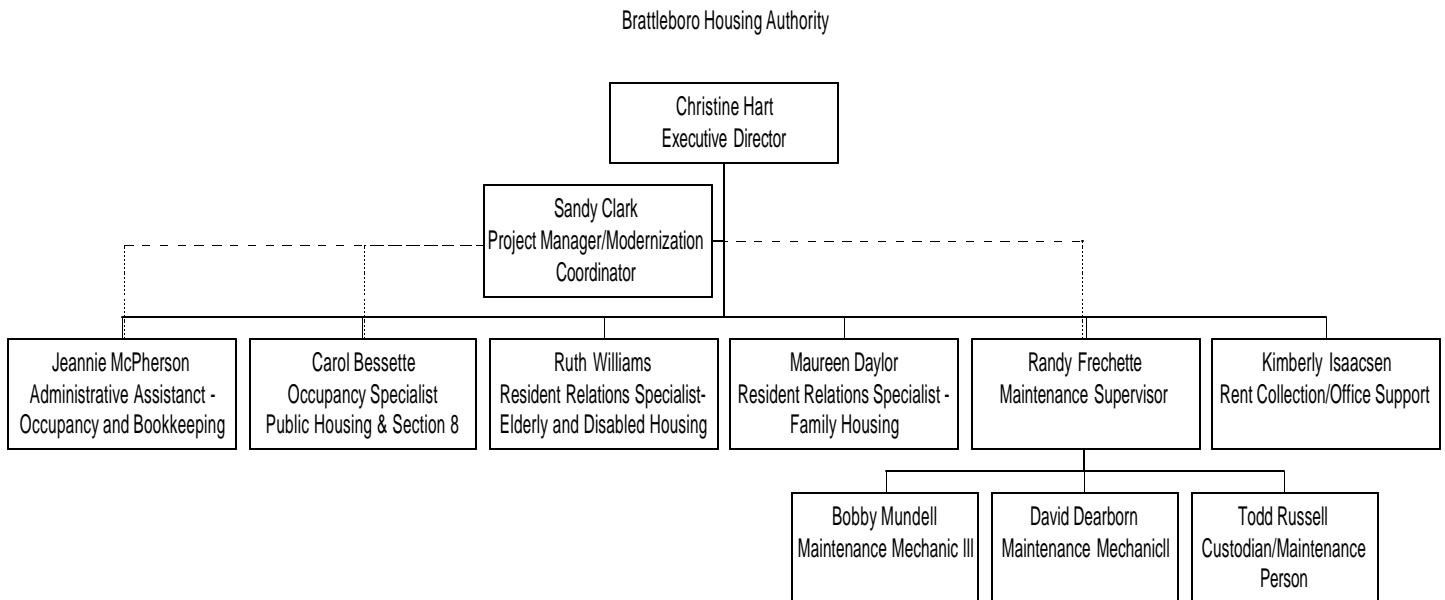 Brattleboro Housing Authority
Christine Hart
Executive Director
Sandy Clark
Project Manager/Modernization
Coordinator
Jeannie McPherson
Administrative Assistanct -
Occupancy and Bookkeeping
Carol Bessette
Occupancy Specialist
Public Housing & Section 8
Ruth Williams
Resident Relations Specialist-
Elderly and Disabled Housing
Maureen Daylor
Resident Relations Specialist -
Family Housing
Randy Frechette
Maintenance Supervisor
Kimberly Isaacsen
Rent Collection/Office Support
Bobby Mundell
Maintenance Mechanic III
David Dearborn
Maintenance MechanicII
Todd Russell
Custodian/Maintenance
Person